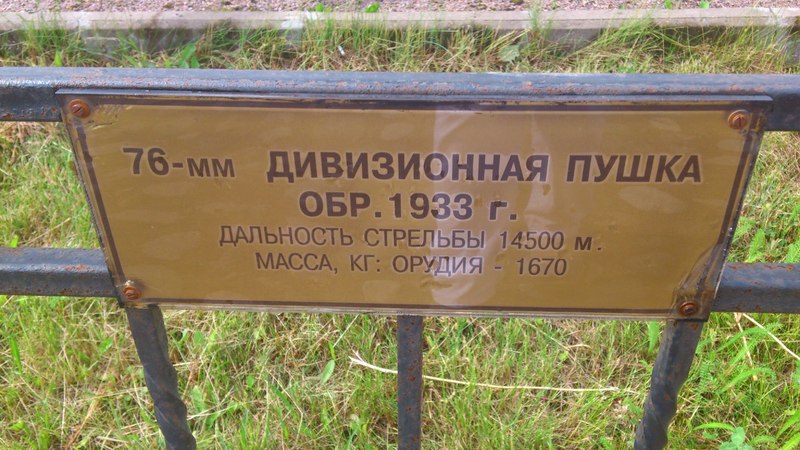 76-мм ДИВИЗИОННАЯ ПУШКА
ОБР. 1933 г.
ДАЛЬНОСТЬ СТРЕЛЬБЫ 14500 м.
МАССА, КГ: ОРУДИЯ - 1670